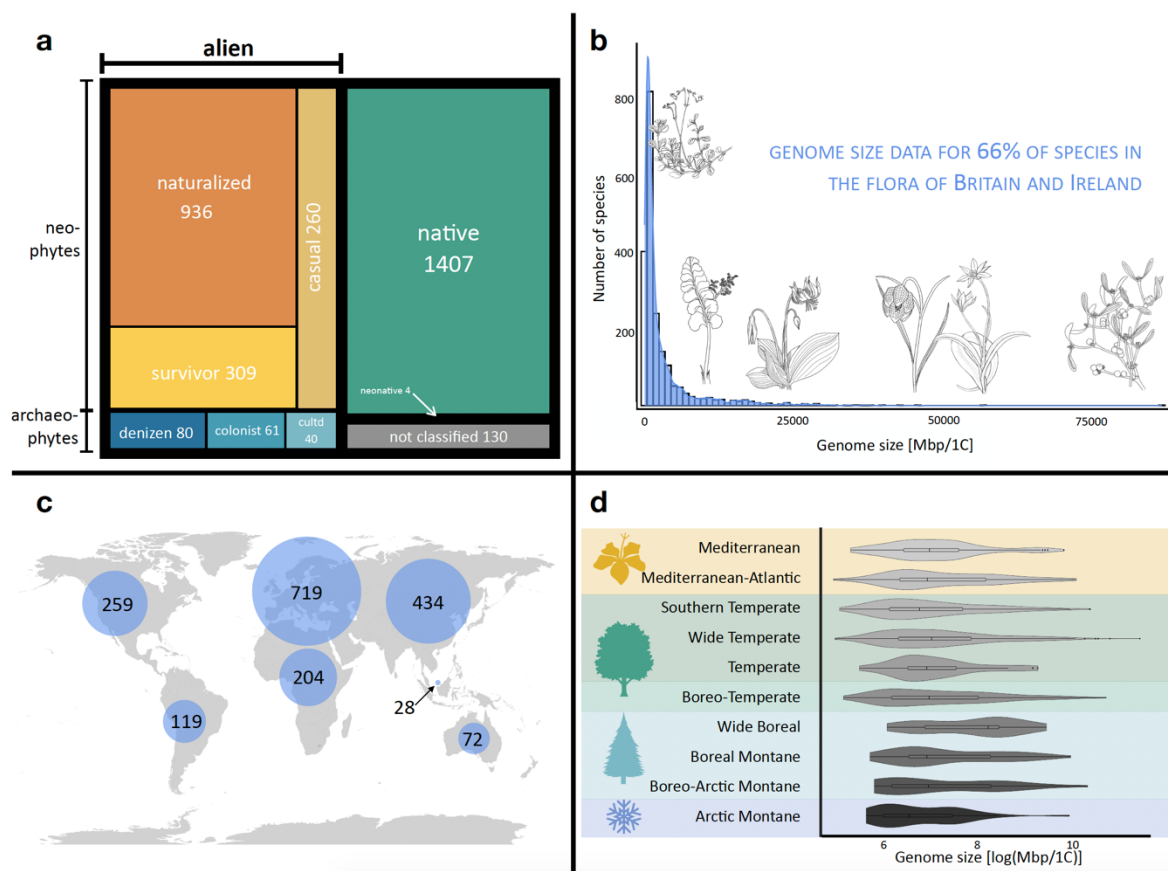 a
alien
neo-
phytes
archaeo-
phytes
naturalized
936
casual 260
survivor 309
denizen 80
colonist 61
cultd
40
native
1407
neonative 4
not classified 130
b
GENOME SIZE DATA FOR 66% OF SPECIES IN
THE FLORA OF BRITAIN AND IRELAND
Number of species
800
600
400
200
0
25000
50000
75000
Genome size [Mbp/1C]
c
259
719
434
204
28
119
72
d
Mediterranean
Mediterranean-Atlantic
Southern Temperate
Wide Temperate
Temperate
Boreo-Temperate
Wide Boreal
Boreal Montane
Boreo-Arctic Montane
Arctic Montane
6
8
10
Genome size [log(Mbp/1C)]